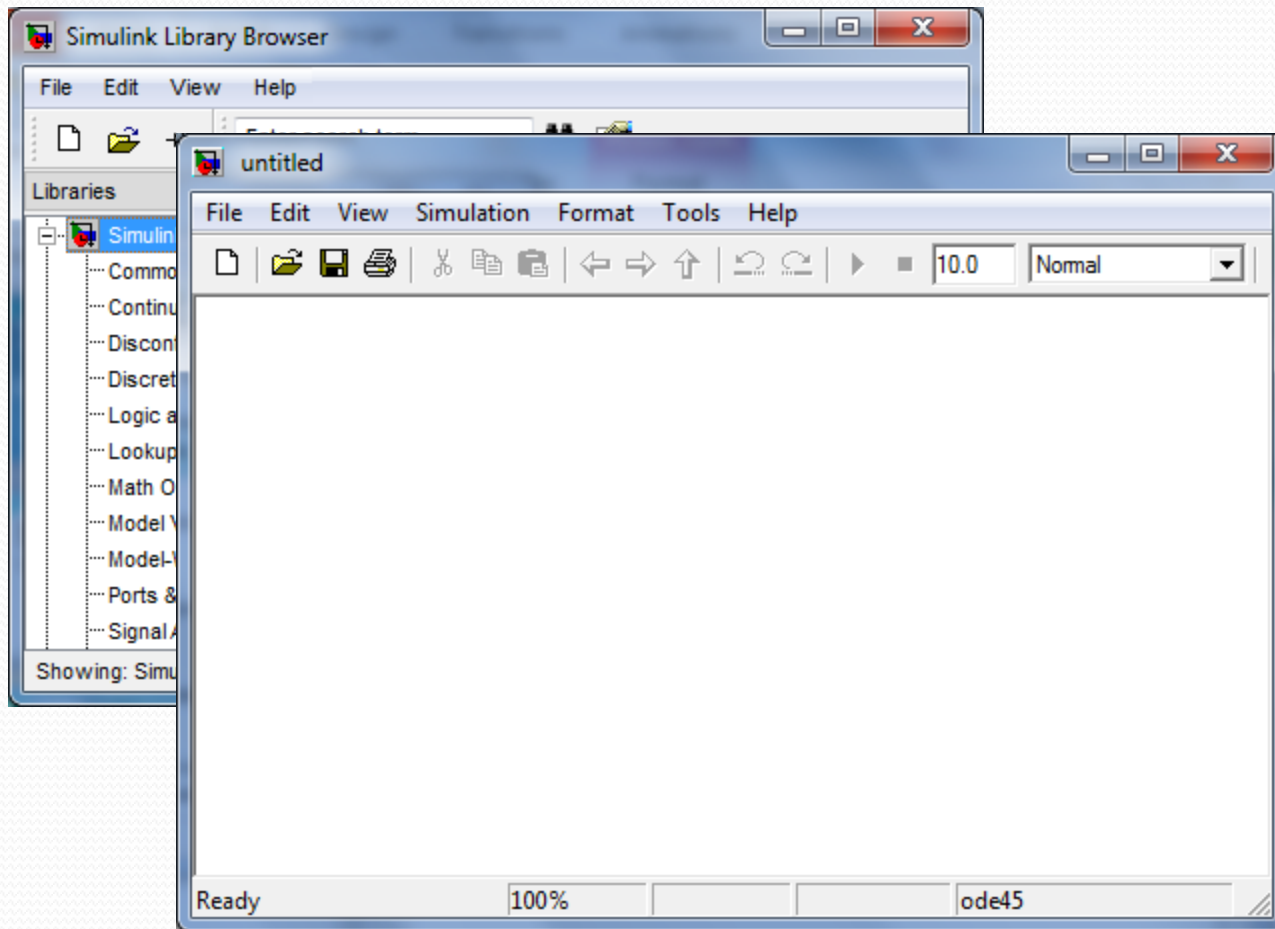 Simulink Library Browser
File Edit View Help
untitled
Libraries
File Edit View Simulation Format Tools Help
Simulin
10.0 Normal
Commo
Continu
Discon
Discret
Logic a
Lookup
Math O
Model
Model-
Ports &
Signal
Showing: Simu
Ready 100% ode45